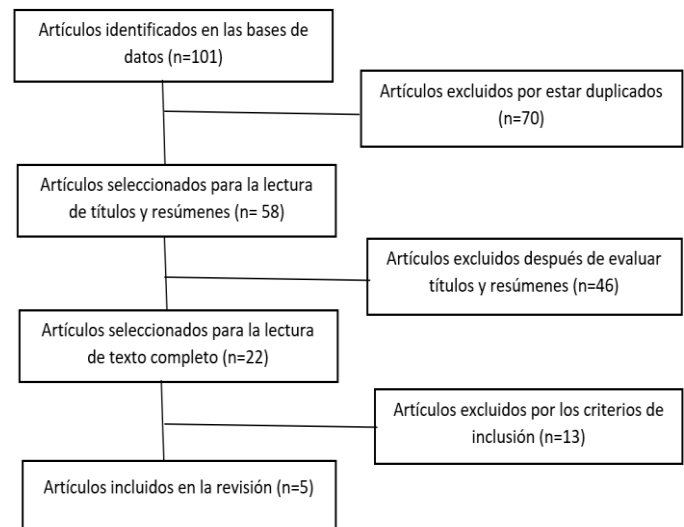 Artículos identificados en las bases de
datos (n=101)
Artículos excluidos por estar duplicados
(n=70)
Artículos seleccionados para la lectura
de títulos y resúmenes (n= 58)
Artículos excluidos después de evaluar
títulos y resúmenes (n=46)
Artículos seleccionados para la lectura
de texto completo (n=22)
Artículos excluidos por los criterios de
inclusión (n=13)
Artículos incluidos en la revisión (n=5)